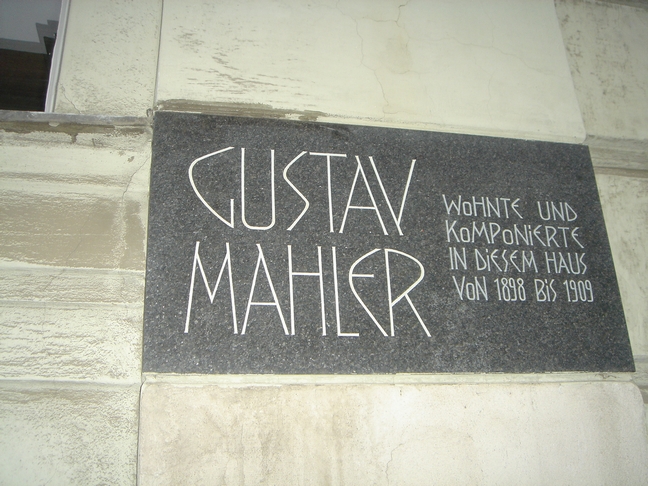 GUSTAV
MAHLER
WOHNTE UND
KOMPONIERTE
IN DIESEM HAUS
VON 1898 BIS 1909